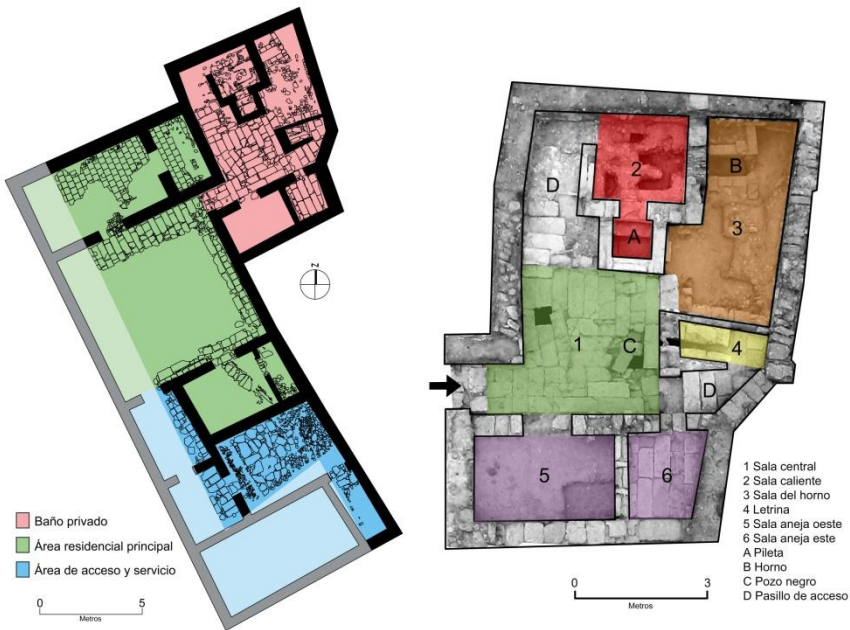 Z
Baño privado
Área residencial principal
Área de acceso y servicio
0 5
Metros
D
2
B
A
3
1
C
4
D
5
6
1 Sala central
2 Sala caliente
3 Sala del horno
4 Letrina
5 Sala aneja oeste
6 Sala aneja este
A Pileta
B Horno
C Pozo negro
D Pasillo de acceso
0 3
Metros